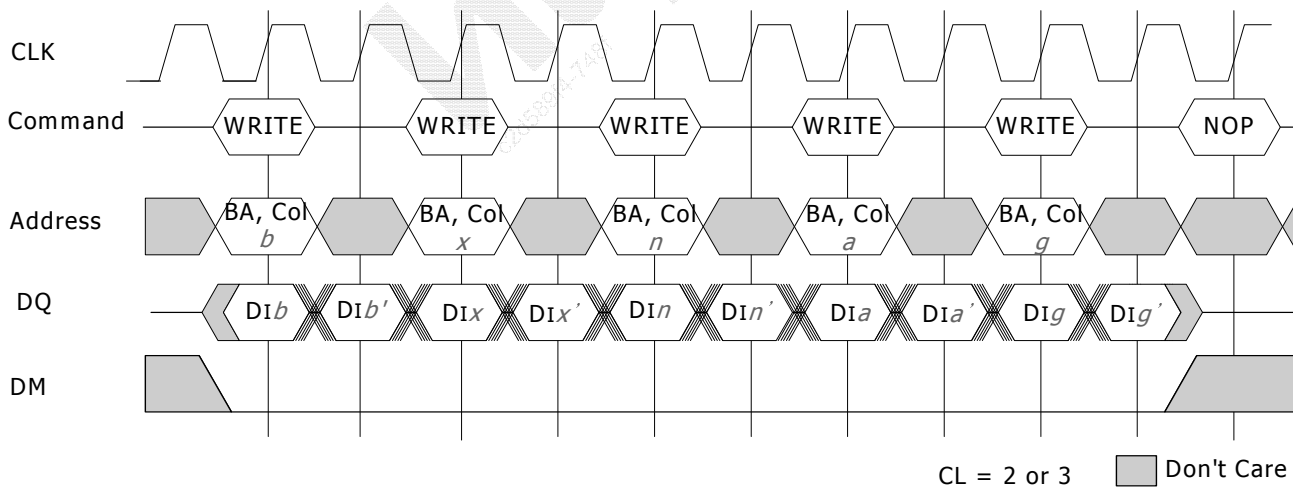 CLK
Command WRITE WRITE WRITE WRITE WRITE NOP
Address BA, Col BA, Col BA, Col BA, Col BA, Col
b x n a g
DQ DIb DIb' DIx DIx’ DIn DIn’ DIa DIa’ DIg DIg’
DM
CL = 2 or 3 Don't Care